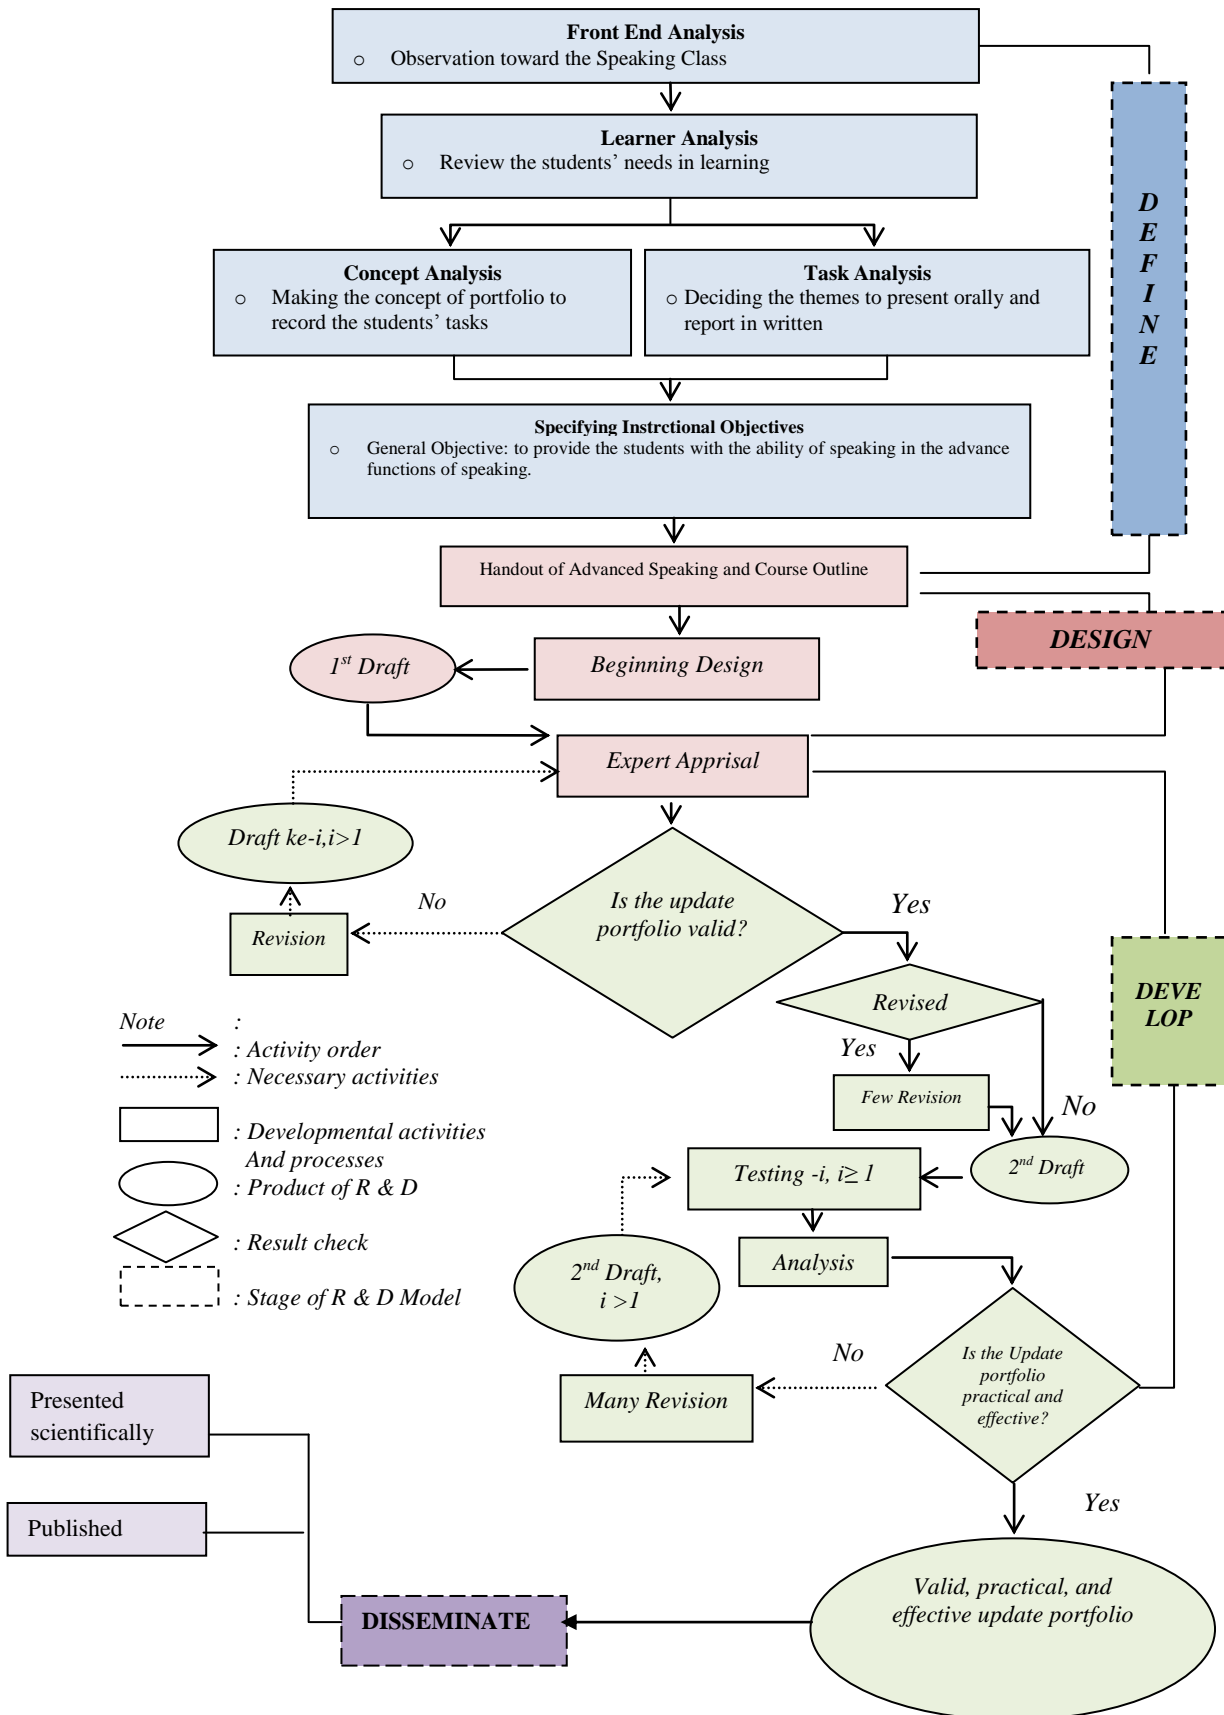 Front End Analysis
o Observation toward the Speaking Class
Learner Analysis
o Review the students’ needs in learning
Concept Analysis
o Making the concept of portfolio to
record the students’ tasks
Task Analysis
o Deciding the themes to present orally and
report in written
D
E
F
I
N
E
Specifying Instrctional Objectives
o General Objective: to provide the students with the ability of speaking in the advance
functions of speaking.
Handout of Advanced Speaking and Course Outline
DESIGN
1st Draft
Beginning Design
Expert Apprisal
Draft ke-i,i>1
No
Is the update
portfolio valid?
Yes
Revision
Revised
DEVE
LOP
Note :
: Activity order
: Necessary activities
: Developmental activities
And processes
: Product of R & D
: Result check
: Stage of R & D Model
Yes
Few Revision
No
2nd Draft
Testing -i, i≥ 1
Analysis
2nd Draft,
i >1
No
Is the Update
portfolio
practical and
effective?
Many Revision
Presented
scientifically
Yes
Published
Valid, practical, and
effective update portfolio
DISSEMINATE